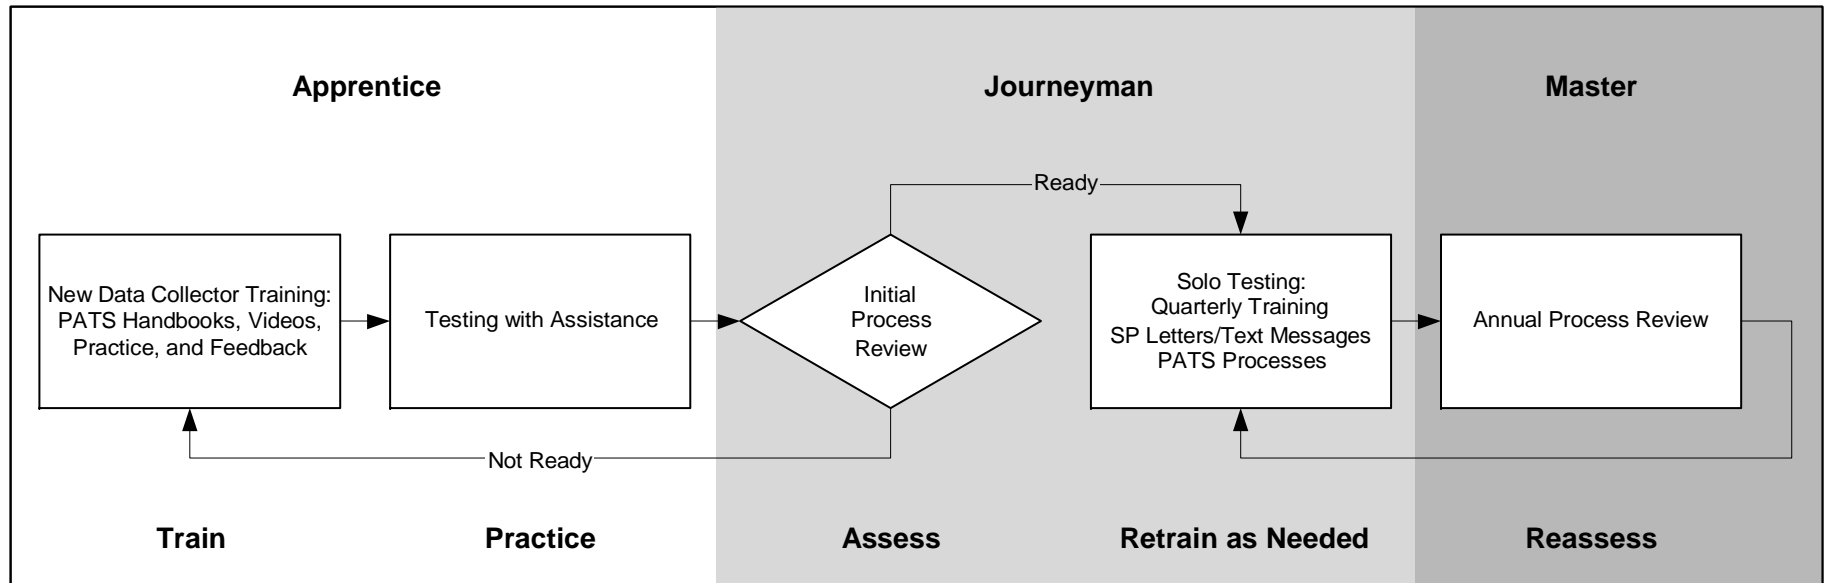 Apprentice
Journeyman
Master
Ready
New Data Collector Training:
PATS Handbooks, Videos,
Practice, and Feedback
Testing with Assistance
Initial
Process
Review
Solo Testing:
Quarterly Training
SP Letters/Text Messages
PATS Processes
Annual Process Review
Not Ready
Train
Practice
Assess
Retrain as Needed
Reassess